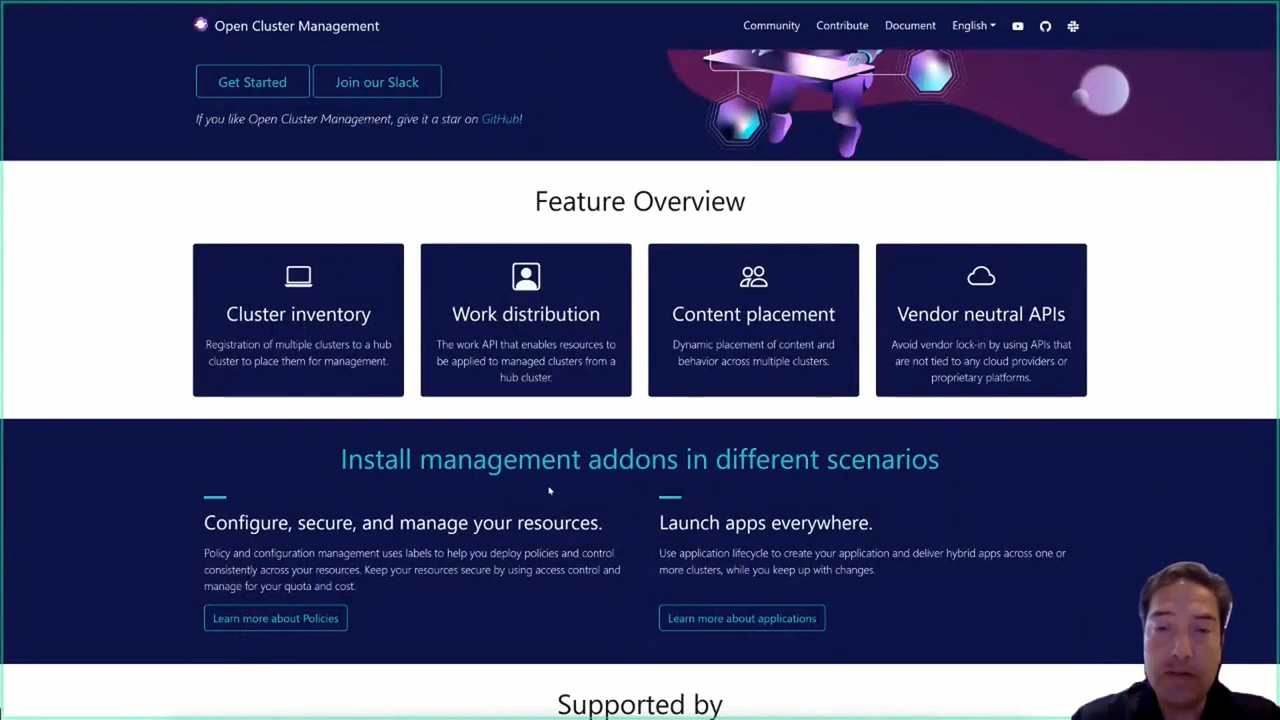 Open Cluster Management
Community Contribute Document English
Get Started
Join our Slack
If you like Open Cluster Management, give it a star on GitHub!
Feature Overview
Cluster inventory
Registration of multiple clusters to a hub
cluster to place them for management.
Work distribution
The work API that enables resources to
be applied to managed clusters from a
hub cluster.
Content placement
Dynamic placement of content and
behavior across multiple clusters.
Vendor neutral APIs
Avoid vendor lock-in by using APIs that
are not tied to any cloud providers or
proprietary platforms.
Install management addons in different scenarios
Configure, secure, and manage your resources.
Policy and configuration management uses labels to help you deploy policies and control
consistently across your resources. Keep your resources secure by using access control and
manage for your quota and cost.
Learn more about Policies
Launch apps everywhere.
Use application lifecycle to create your application and deliver hybrid apps across one or
more clusters, while you keep up with changes.
Learn more about applications
Supported by